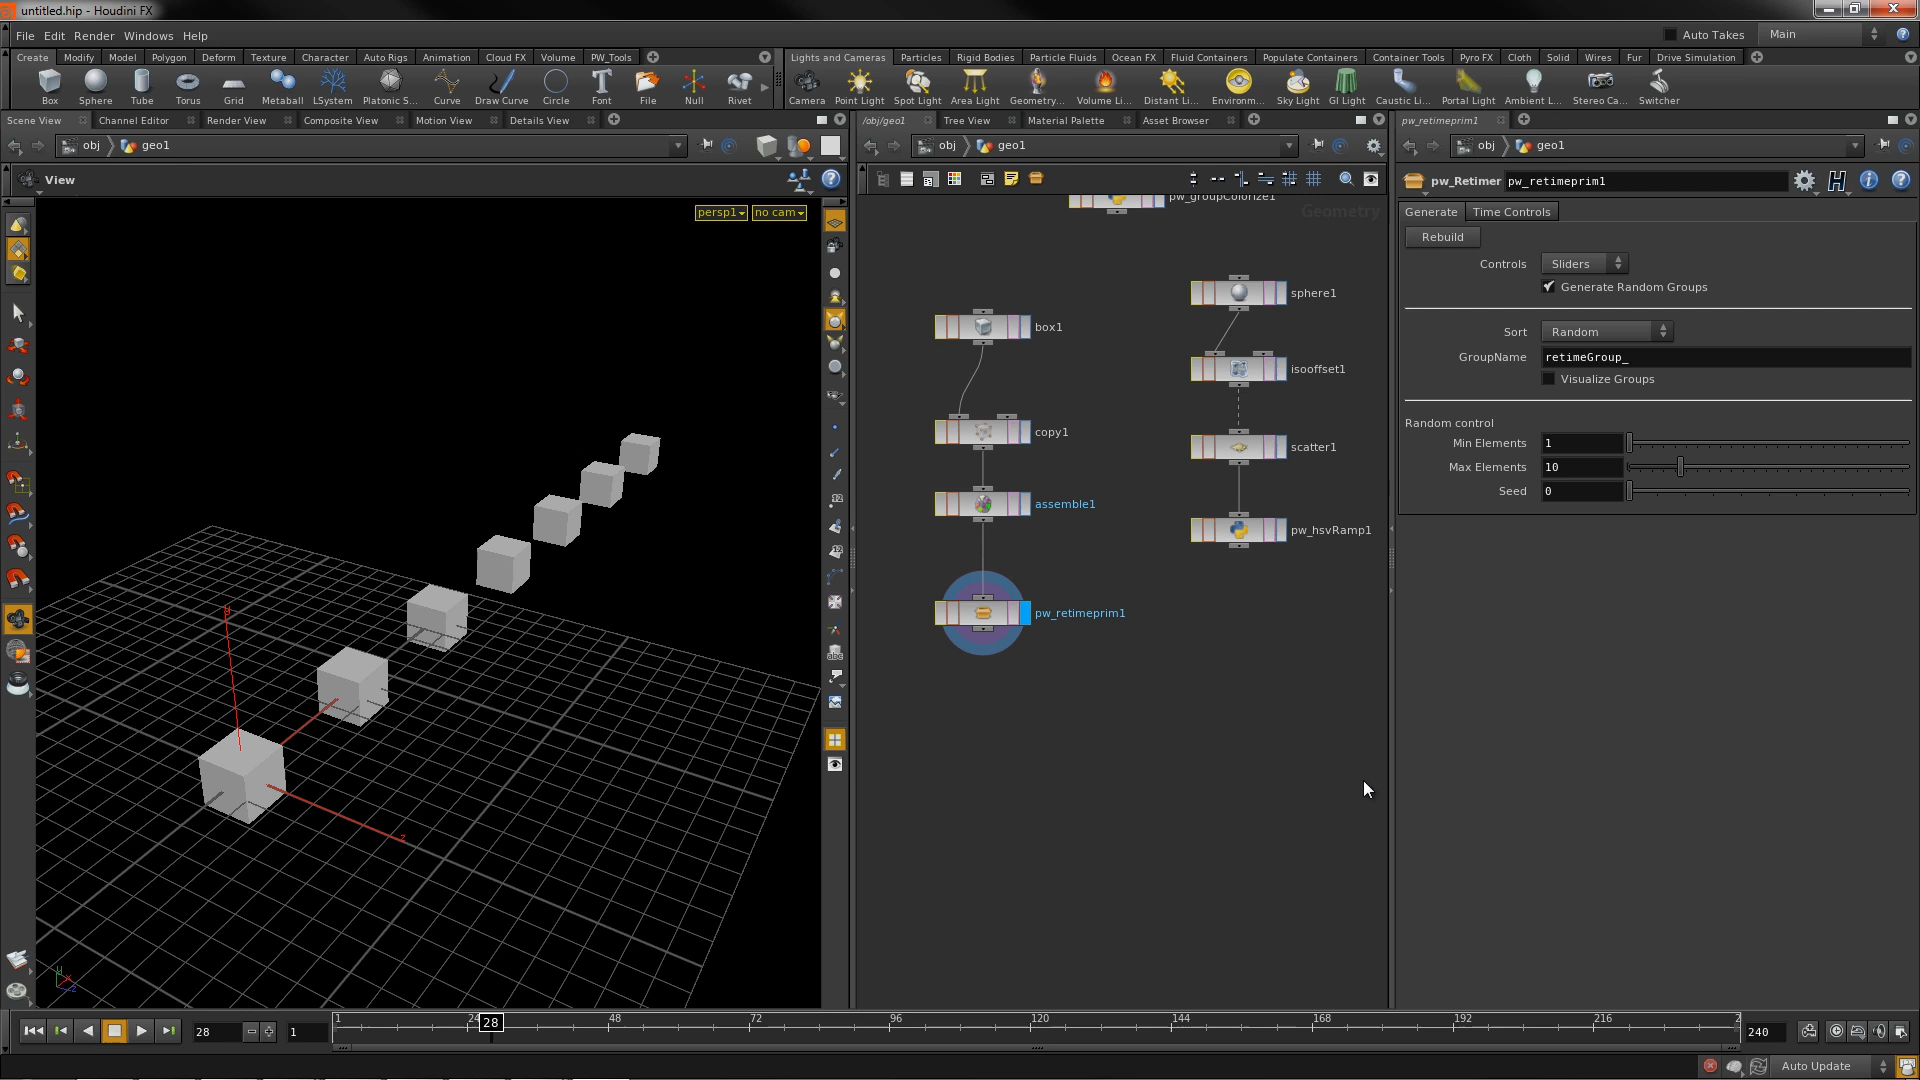 untitled.hip - Houdini FX
File Edit Render Windows Help
Auto Takes Main
Create Modify Model Polygon Deform Texture Character Auto Rigs Animation Cloud FX Volume PW_Tools
Lights and Cameras Particles Rigid Bodies Particle Fluids Ocean FX Fluid Containers Populate Containers Container Tools Pyro FX Cloth Solid Wires Fur Drive Simulation
Box Sphere Tube Torus Grid Metaball LSystem Platonic S... Curve Draw Curve Circle Font File Null Rivet
Camera Point Light Spot Light Area Light Geometry... Volume Li... Distant Li... Environm... Sky Light GI Light Caustic Li... Portal Light Ambient L... Stereo Ca... Switcher
Scene View Channel Editor Render View Composite View Motion View Details View
/obj/geo1 Tree View Material Palette Asset Browser
pw_retimeprim1
obj geo1
obj geo1
obj geo1
View
pw_Retimer pw_retimeprim1
persp1 no cam
pw_groupColorize1
Geometry
Generate Time Controls
Rebuild
Controls Sliders
Generate Random Groups
Sort Random
GroupName retimeGroup_
Visualize Groups
Random control
Min Elements 1
Max Elements 10
Seed 0
sphere1
box1
isooffset1
copy1
scatter1
assemble1
pw_hsvRamp1
pw_retimeprim1
y
z
28 1
1 24 28 48 72 96 120 144 168 192 216 2
240
Auto Update